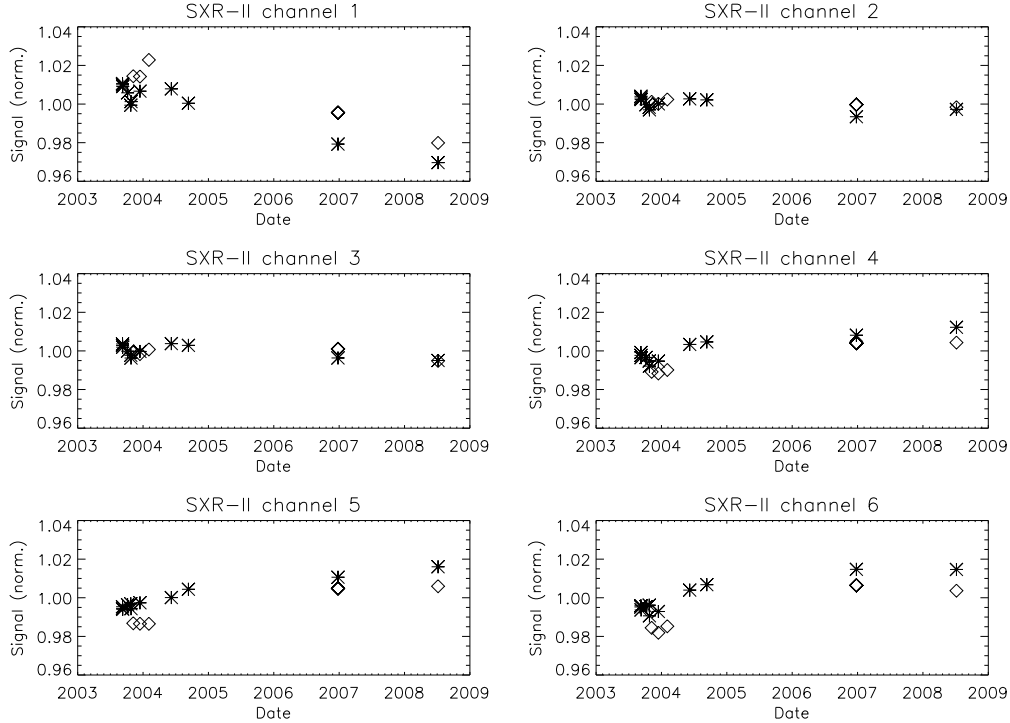 SXR-II channel 1
1.04
1.02
1.00
0.98
0.96
Signal (norm.)
2003 2004 2005 2006 2007 2008 2009
Date
SXR-II channel 2
1.04
1.02
1.00
0.98
0.96
Signal (norm.)
2003 2004 2005 2006 2007 2008 2009
Date
SXR-II channel 3
1.04
1.02
1.00
0.98
0.96
Signal (norm.)
2003 2004 2005 2006 2007 2008 2009
Date
SXR-II channel 4
1.04
1.02
1.00
0.98
0.96
Signal (norm.)
2003 2004 2005 2006 2007 2008 2009
Date
SXR-II channel 5
1.04
1.02
1.00
0.98
0.96
Signal (norm.)
2003 2004 2005 2006 2007 2008 2009
Date
SXR-II channel 6
1.04
1.02
1.00
0.98
0.96
Signal (norm.)
2003 2004 2005 2006 2007 2008 2009
Date